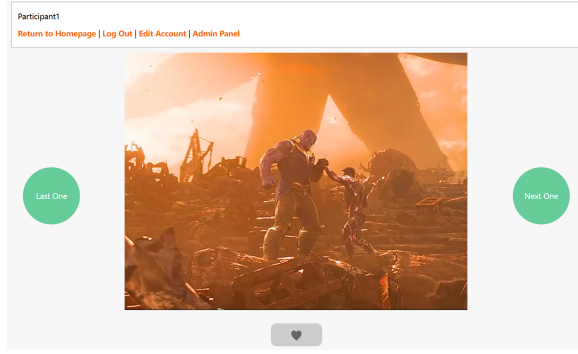 Participant1
Return to Homepage | Log Out | Edit Account | Admin Panel
Last One
Next One